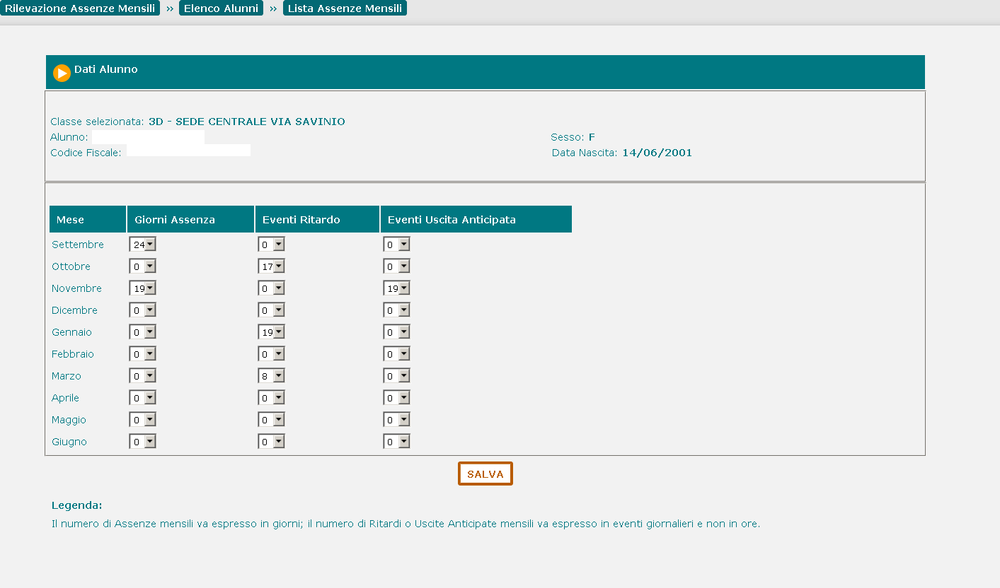 Rilevazione Assenze Mensili » Elenco Alunni » Lista Assenze Mensili
Dati Alunno
Classe selezionata: 3D - SEDE CENTRALE VIA SAVINIO
Alunno: Sesso: F
Codice Fiscale: Data Nascita: 14/06/2001
Mese Giorni Assenza Eventi Ritardo Eventi Uscita Anticipata
Settembre 24 0 0
Ottobre 0 17 0
Novembre 19 0 19
Dicembre 0 0 0
Gennaio 0 19 0
Febbraio 0 0 0
Marzo 0 8 0
Aprile 0 0 0
Maggio 0 0 0
Giugno 0 0 0
SALVA
Legenda:
Il numero di Assenze mensili va espresso in giorni; il numero di Ritardi o Uscite Anticipate mensili va espresso in eventi giornalieri e non in ore.